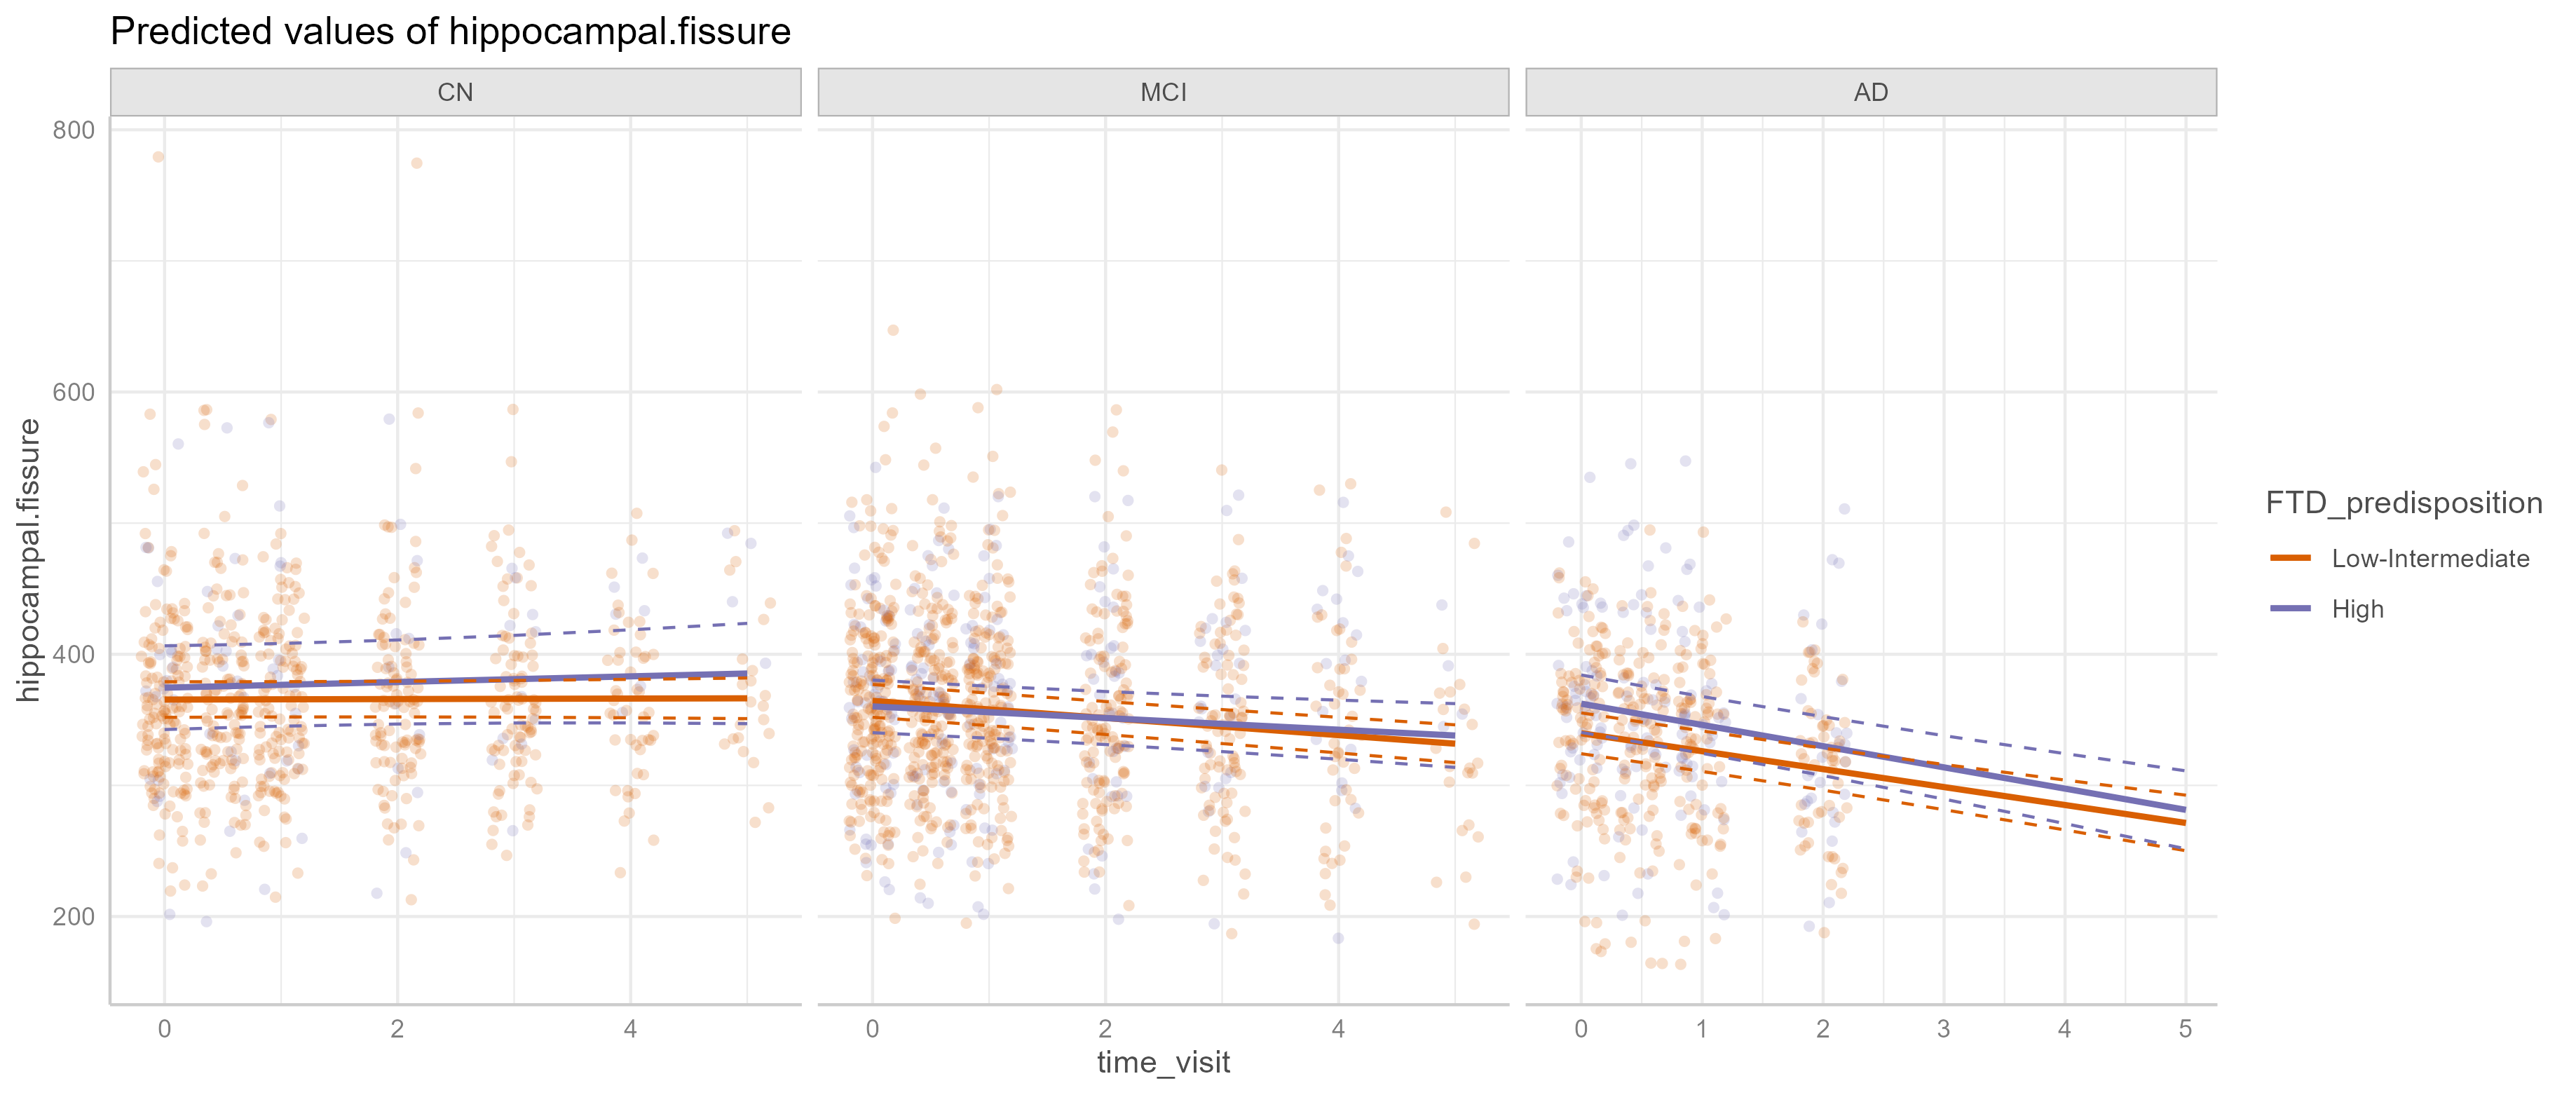 Predicted values of hippocampal.fissure
CN
MCI
AD
800
600
400
200
hippocampal.fissure
0 2 4
0 2 4
0 1 2 3 4 5
time_visit
FTD_predisposition
Low-Intermediate
High